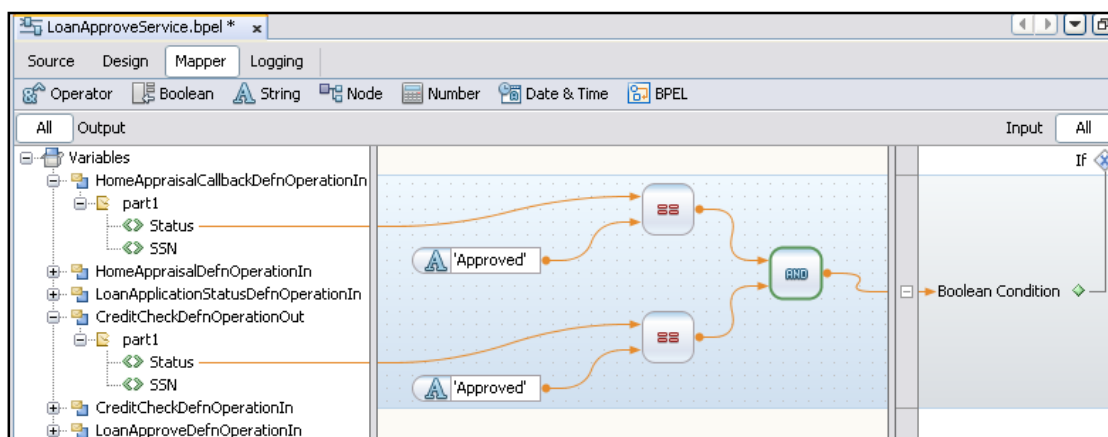 LoanApproveService.bpel * x
Source Design Mapper Logging
Operator Boolean String Node Number Date & Time BPEL
All Output Input All
Variables
If
HomeAppraisalCallbackDefnOperationIn
part1
Status
SSN
'Approved'
HomeAppraisalDefnOperationIn
AND
LoanApplicationStatusDefnOperationIn
Boolean Condition
CreditCheckDefnOperationOut
part1
Status
SSN
'Approved'
CreditCheckDefnOperationIn
LoanApproveDefnOperationIn